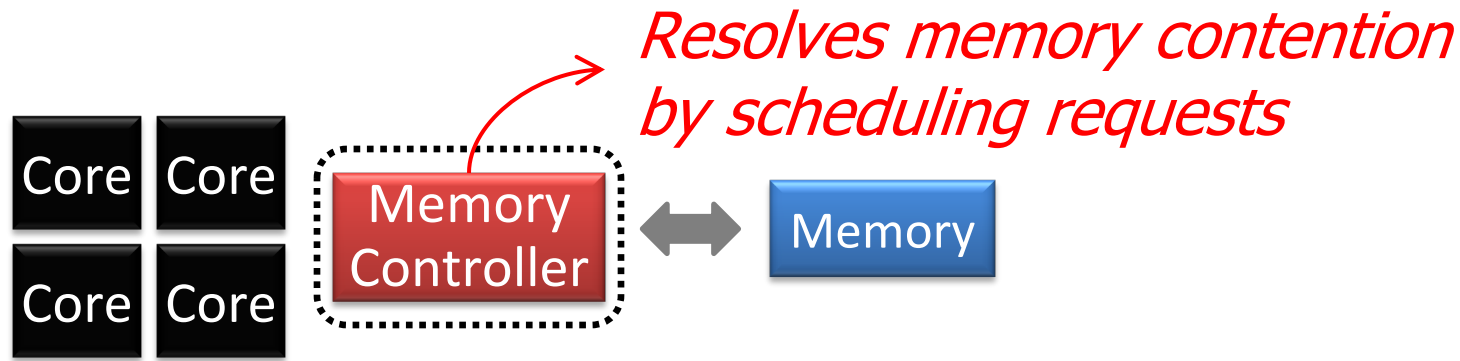 Resolves memory contention
by scheduling requests
Core Core
Memory
Controller
Memory
Core Core